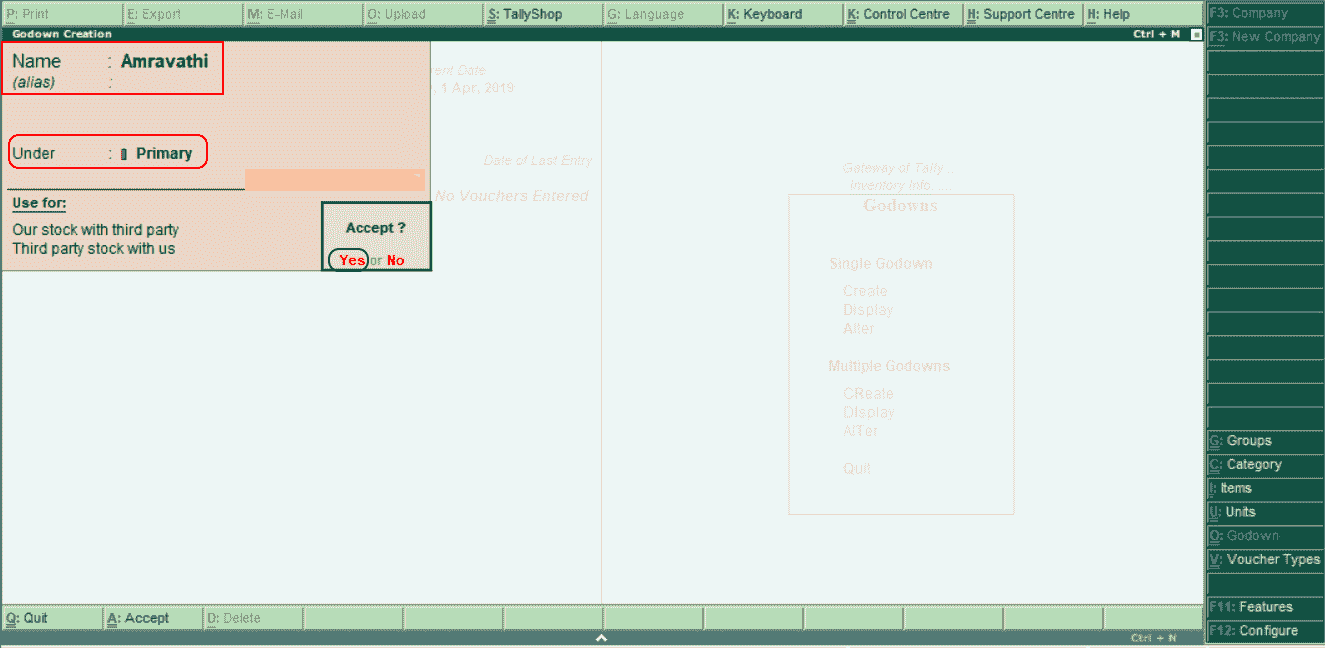 P: Print E: Export M: E-Mail O: Upload S: TallyShop G: Language K: Keyboard K: Control Centre H: Support Centre H: Help
F3: Company
Godown Creation Ctrl + M
F3: New Company
Name : Amravathi
(alias) :
rent Date
, 1 Apr, 2019
Under : Primary
Date of Last Entry
No Vouchers Entered
Use for:
Our stock with third party
Third party stock with us
Accept ?
Yes or No
Gateway of Tally...
Inventory Info.....
Godowns
Single Godown
Create
Display
Alter
Multiple Godowns
CReate
DIsplay
AlTer
Quit
G: Groups
C: Category
I: Items
U: Units
O: Godown
V: Voucher Types
F11: Features
F12: Configure
Q: Quit A: Accept D: Delete
Ctrl + N